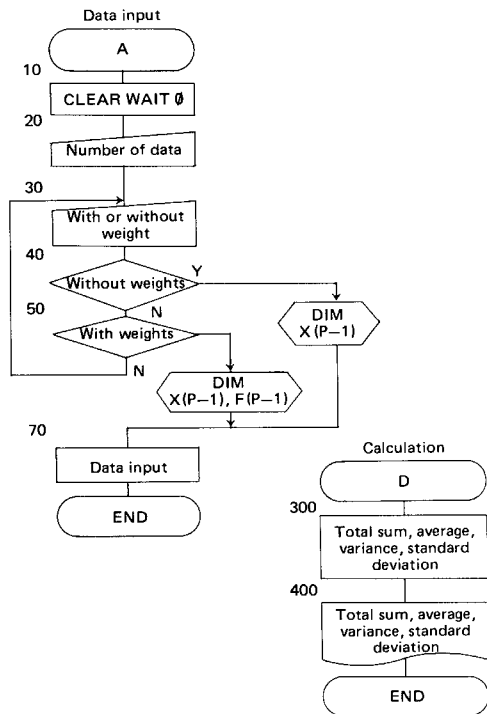 Data input
A
10
CLEAR WAIT 0
20
Number of data
30
With or without
weight
40
Without weights
Y
50
N
With weights
N
DIM
X (P−1)
DIM
X (P−1), F (P−1)
70
Data input
END
Calculation
D
300
Total sum, average,
variance, standard
deviation
400
Total sum, average,
variance, standard
deviation
END